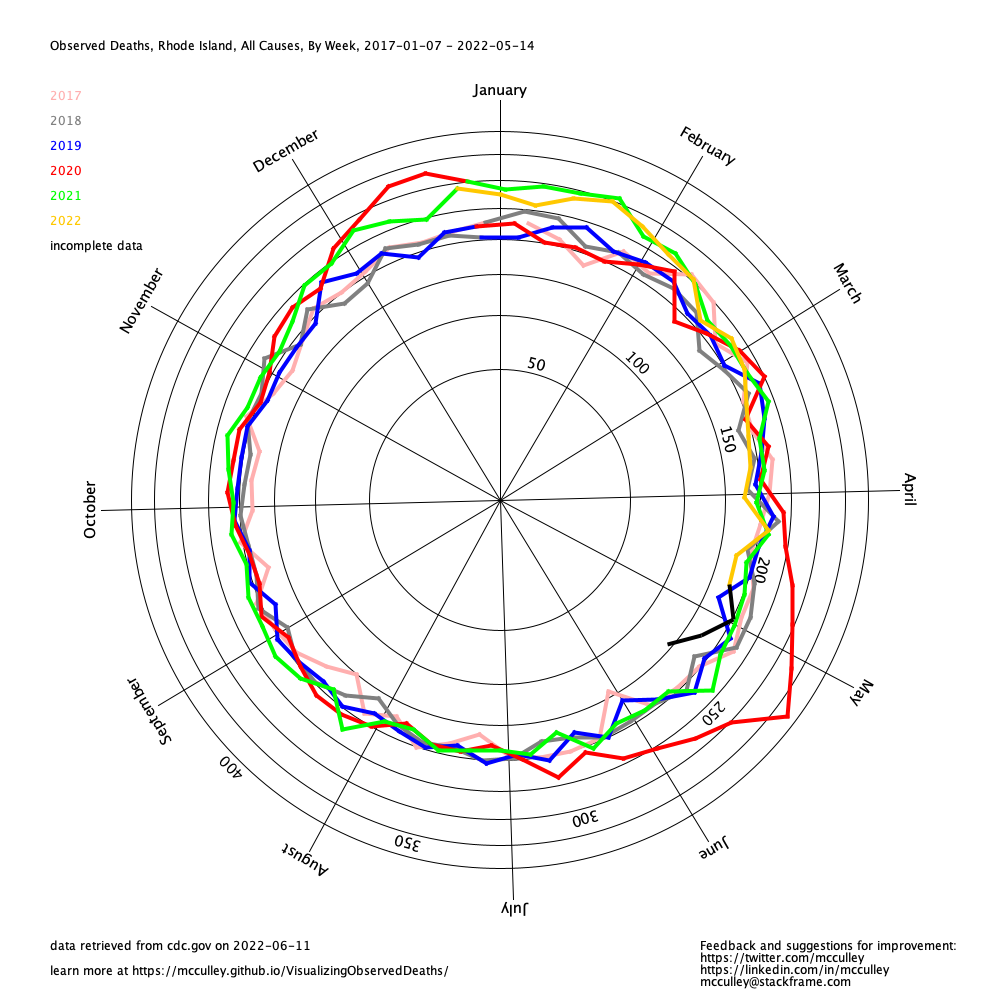 Observed Deaths, Rhode Island, All Causes, By Week, 2017-01-07 - 2022-05-14
2017
2018
2019
2020
2021
2022
incomplete data
January
February
March
April
May
June
July
August
September
October
November
December
50
100
150
200
250
300
350
400
data retrieved from cdc.gov on 2022-06-11
learn more at https://mcculley.github.io/VisualizingObservedDeaths/
Feedback and suggestions for improvement:
https://twitter.com/mcculley
https://linkedin.com/in/mcculley
mcculley@stackframe.com